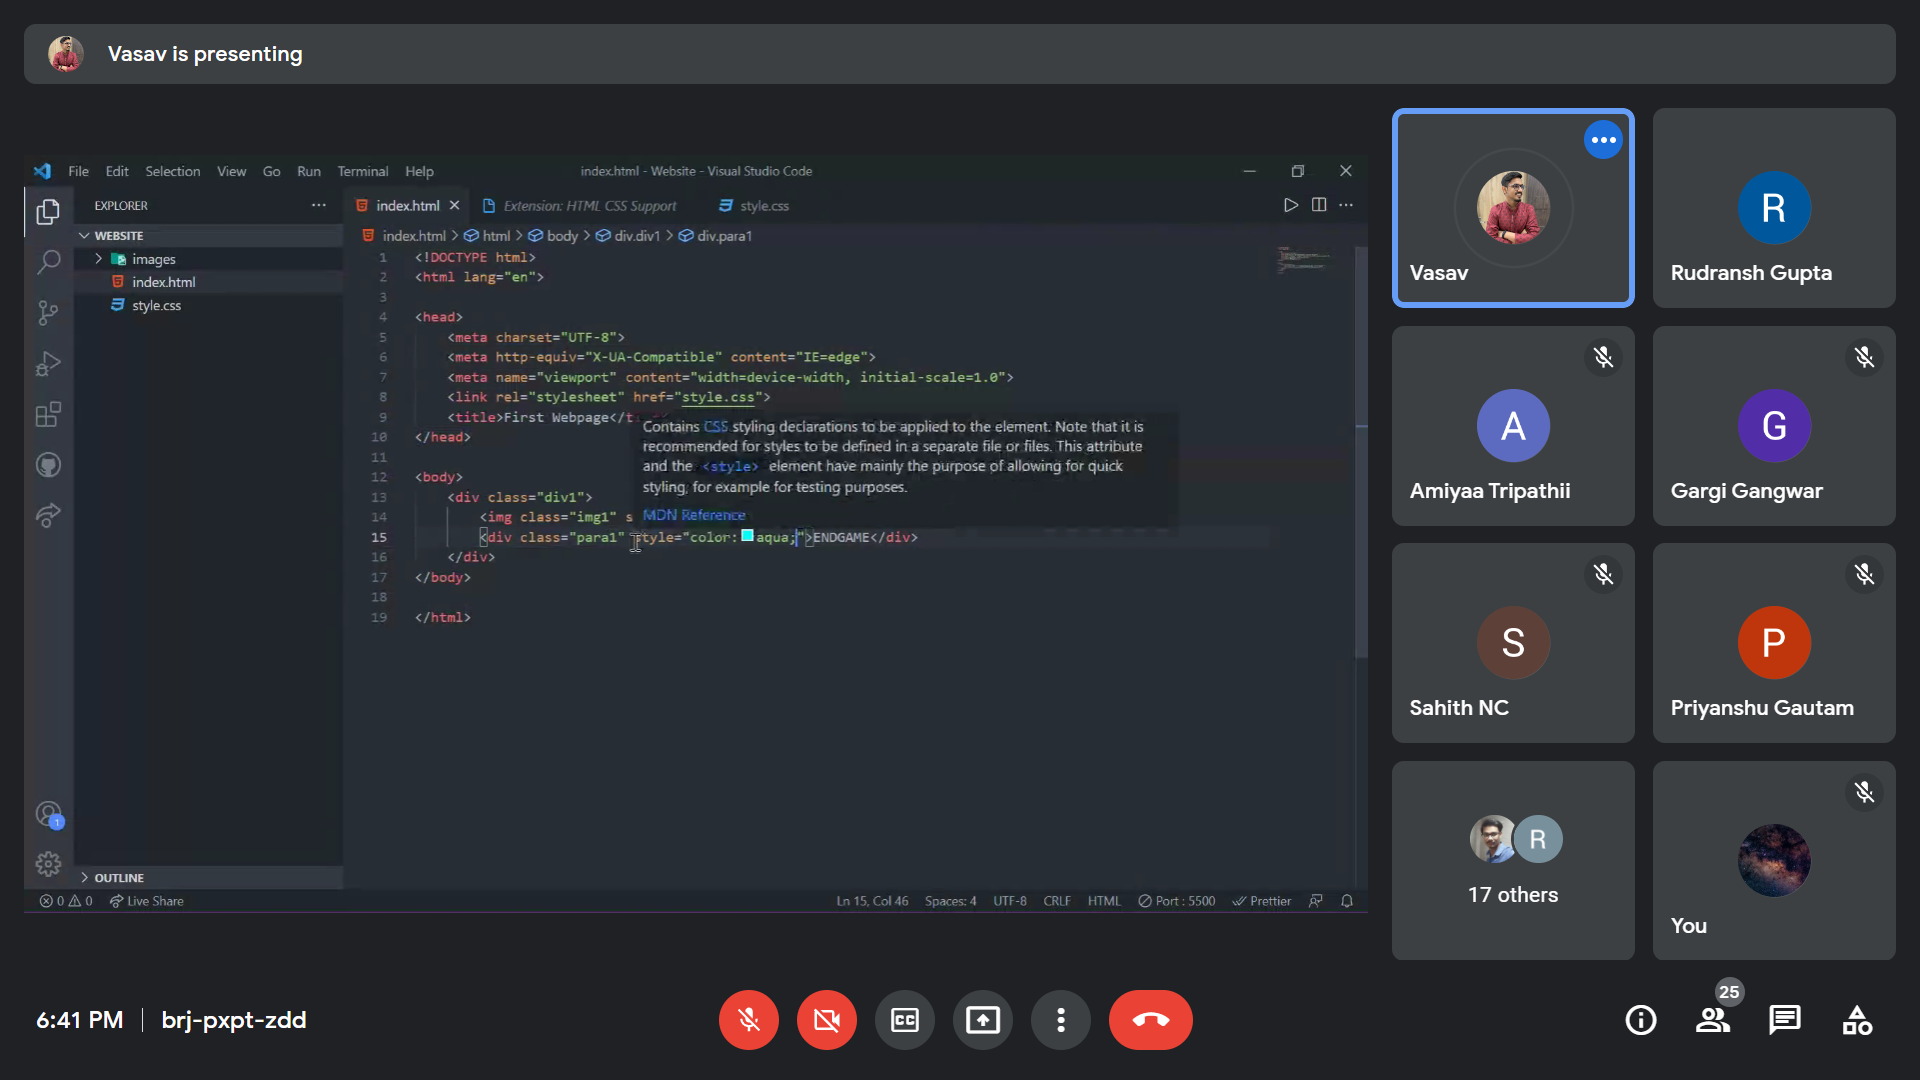 Vasav is presenting
File Edit Selection View Go Run Terminal Help
index.html - Website - Visual Studio Code
EXPLORER
index.html
Extension: HTML CSS Support
style.css
WEBSITE
index.html > html > body > div.div1 > div.para1
images
index.html
style.css
1 <!DOCTYPE html>
2 <html lang="en">
3
4 <head>
5 <meta charset="UTF-8">
6 <meta http-equiv="X-UA-Compatible" content="IE=edge">
7 <meta name="viewport" content="width=device-width, initial-scale=1.0">
8 <link rel="stylesheet" href="style.css">
9 <title>First Webpage</t
10 </head>
11
12 <body>
13 <div class="div1">
14 <img class="img1" s
15 <div class="para1" style="color: aqua;">ENDGAME</div>
16 </div>
17 </body>
18
19 </html>
Contains CSS styling declarations to be applied to the element. Note that it is
recommended for styles to be defined in a separate file or files. This attribute
and the <style> element have mainly the purpose of allowing for quick
styling, for example for testing purposes.
MDN Reference
1
OUTLINE
0 0 Live Share
Ln 15, Col 46 Spaces: 4 UTF-8 CRLF HTML Port : 5500 Prettier
Vasav
R
Rudransh Gupta
A
Amiyaa Tripathii
G
Gargi Gangwar
S
Sahith NC
P
Priyanshu Gautam
R
17 others
You
6:41 PM | brj-pxpt-zdd
CC
25